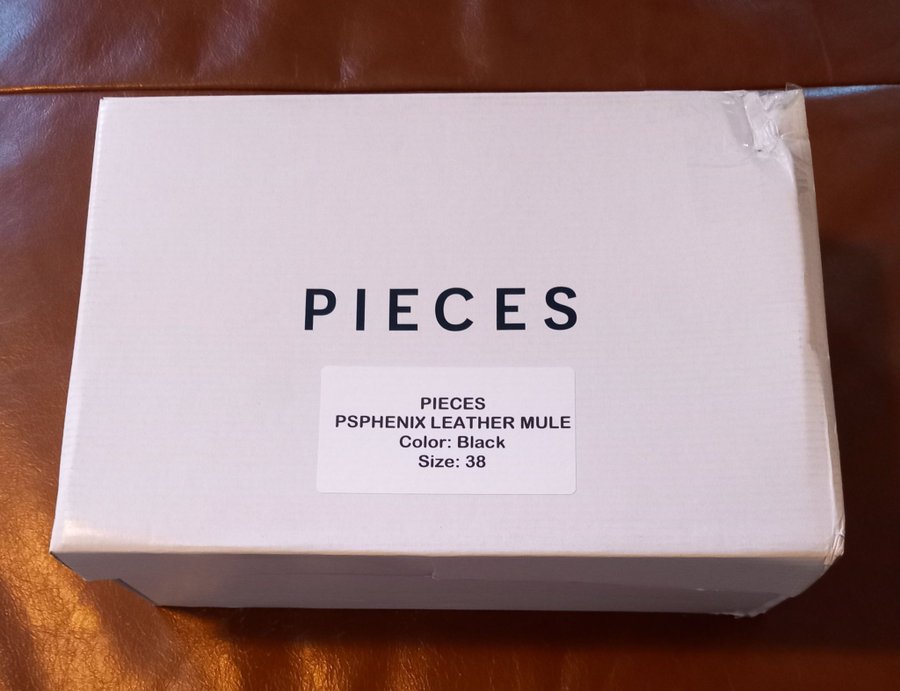 PIECES
PIECES
PSPHENIX LEATHER MULE
Color: Black
Size: 38